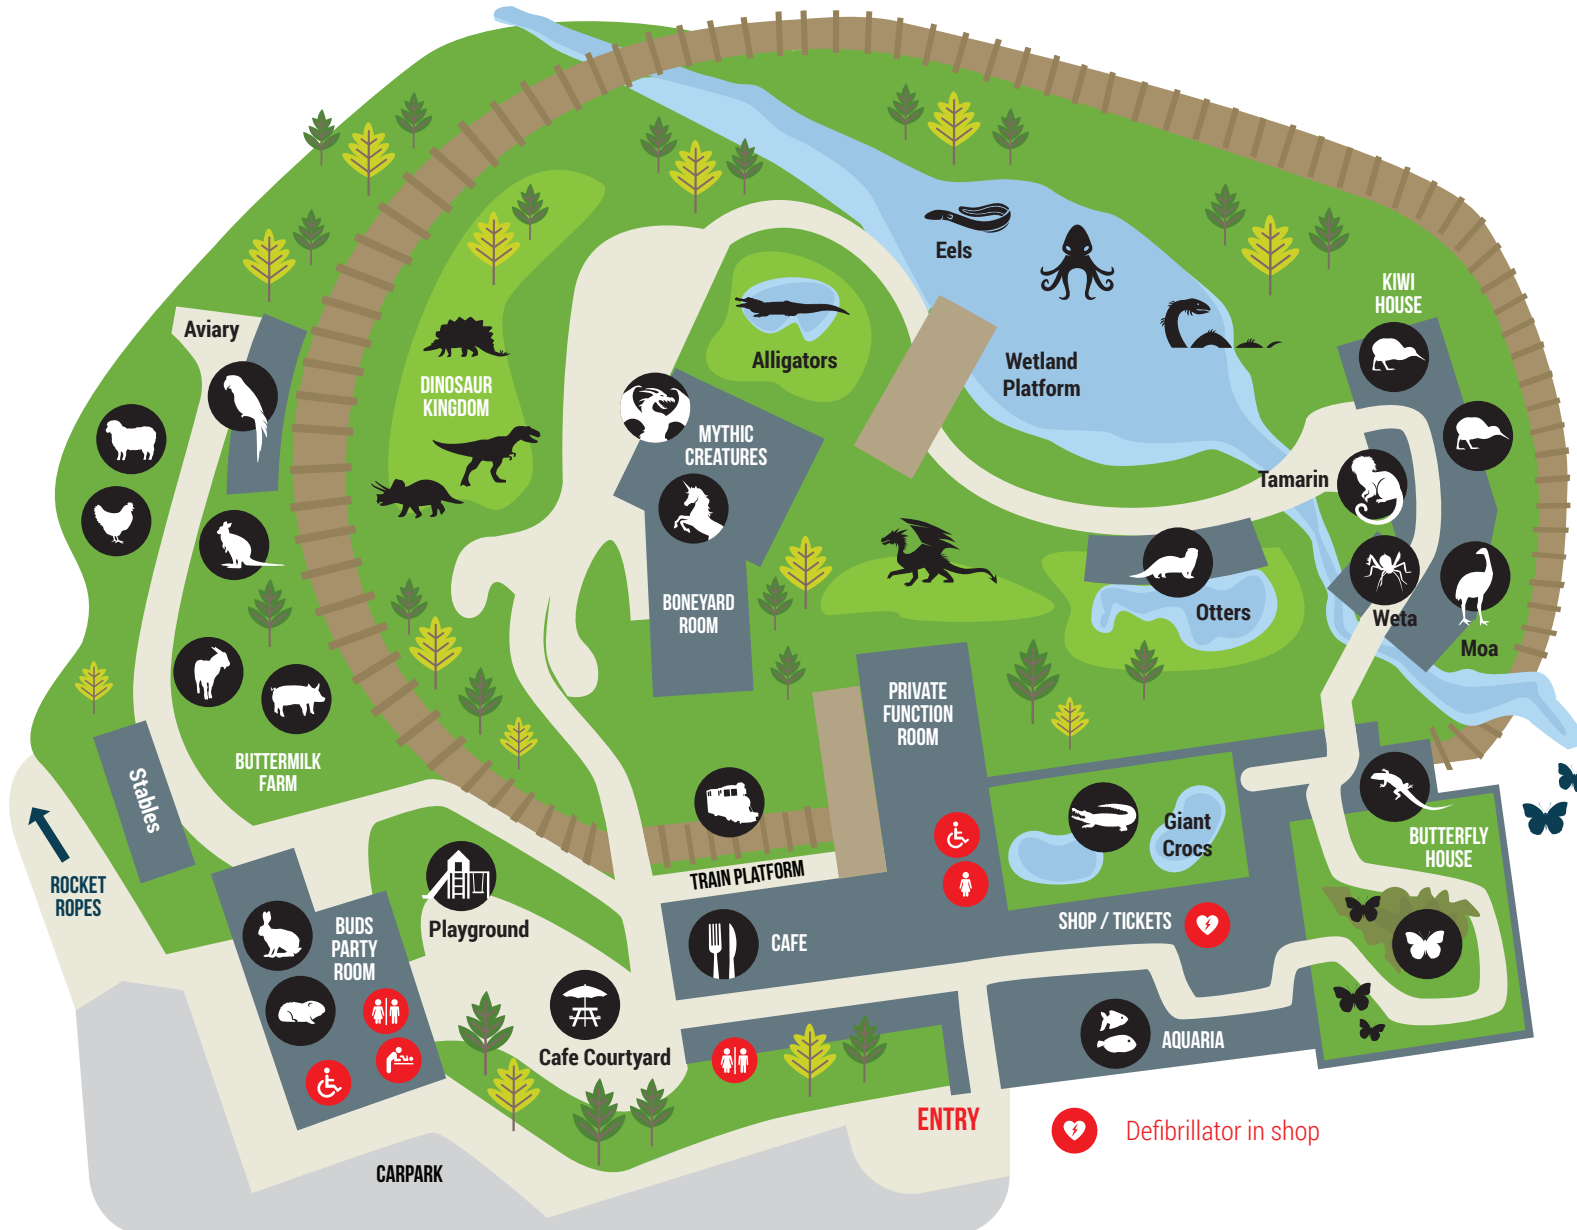 Aviary
DINOSAUR
KINGDOM
Alligators
MYTHIC
CREATURES
BONEYARD
ROOM
Eels
Wetland
Platform
KIWI
HOUSE
Tamarin
Weta
Moa
Otters
BUTTERMILK
FARM
Stables
ROCKET
ROPES
PRIVATE
FUNCTION
ROOM
Giant
Crocs
BUTTERFLY
HOUSE
TRAIN PLATFORM
Playground
BUDS
PARTY
ROOM
CAFE
SHOP / TICKETS
Cafe Courtyard
AQUARIA
ENTRY
Defibrillator in shop
CARPARK